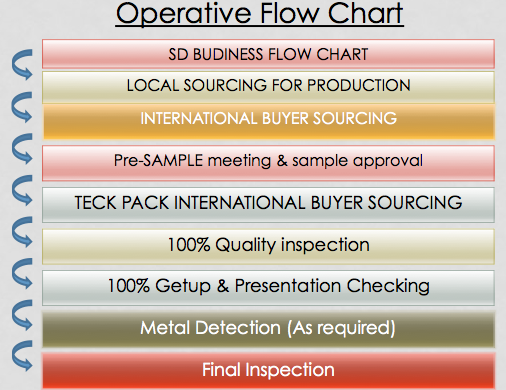 Operative Flow Chart
SD BUDINESS FLOW CHART
LOCAL SOURCING FOR PRODUCTION
INTERNATIONAL BUYER SOURCING
Pre-SAMPLE meeting & sample approval
TECK PACK INTERNATIONAL BUYER SOURCING
100% Quality inspection
100% Getup & Presentation Checking
Metal Detection (As required)
Final Inspection